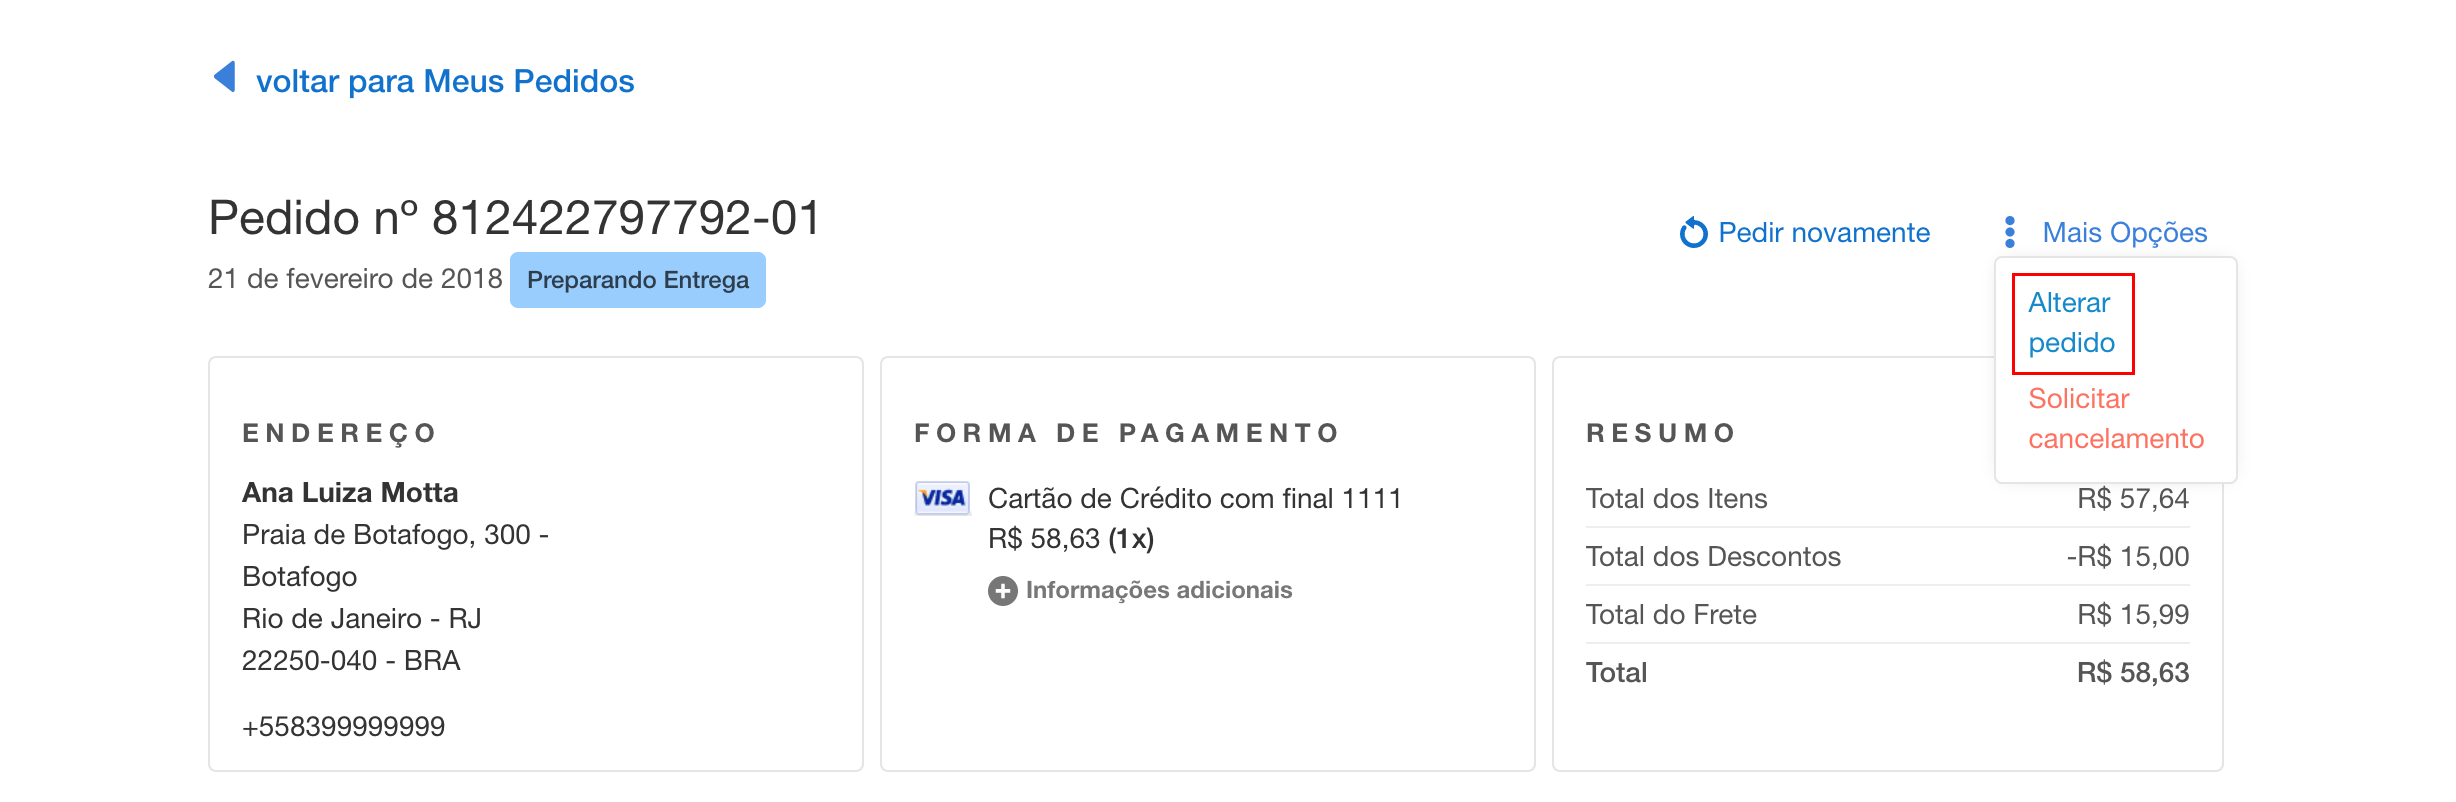 voltar para Meus Pedidos
Pedido nº 812422797792-01
21 de fevereiro de 2018 Preparando Entrega
Pedir novamente
Mais Opções
Alterar
pedido
Solicitar
cancelamento
ENDEREÇO
Ana Luiza Motta
Praia de Botafogo, 300 -
Botafogo
Rio de Janeiro - RJ
22250-040 - BRA
+558399999999
FORMA DE PAGAMENTO
VISA Cartão de Crédito com final 1111
R$ 58,63 (1x)
Informações adicionais
RESUMO
Total dos Itens R$ 57,64
Total dos Descontos -R$ 15,00
Total do Frete R$ 15,99
Total R$ 58,63